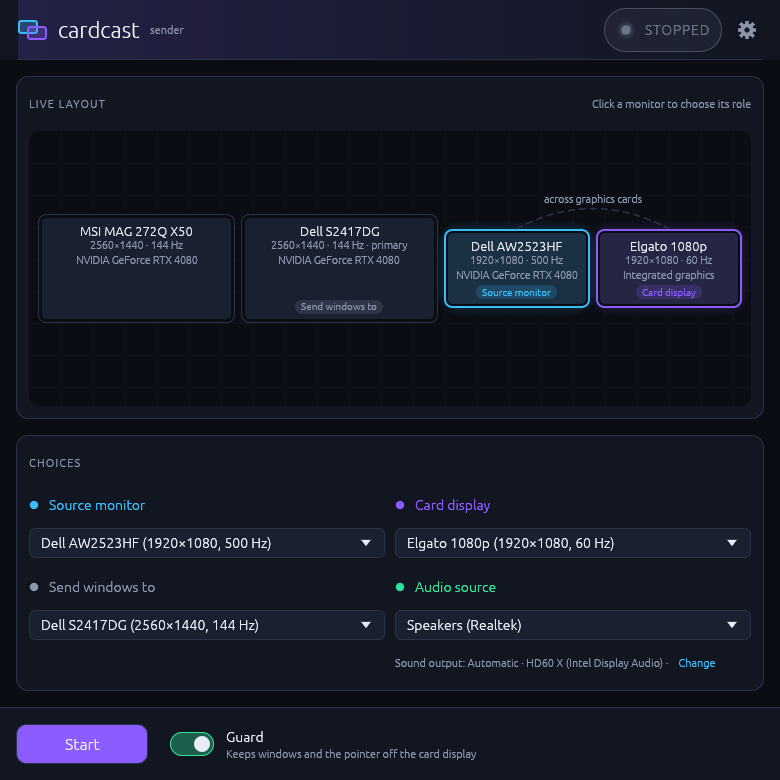 cardcast sender
STOPPED
LIVE LAYOUT
Click a monitor to choose its role
across graphics cards
MSI MAG 272Q X50
2560×1440 · 144 Hz
NVIDIA GeForce RTX 4080
Dell S2417DG
2560×1440 · 144 Hz · primary
NVIDIA GeForce RTX 4080
Send windows to
Dell AW2523HF
1920×1080 · 500 Hz
NVIDIA GeForce RTX 4080
Source monitor
Elgato 1080p
1920×1080 · 60 Hz
Integrated graphics
Card display
CHOICES
Source monitor
Dell AW2523HF (1920×1080, 500 Hz)
Card display
Elgato 1080p (1920×1080, 60 Hz)
Send windows to
Dell S2417DG (2560×1440, 144 Hz)
Audio source
Speakers (Realtek)
Sound output: Automatic · HD60 X (Intel Display Audio) · Change
Start
Guard
Keeps windows and the pointer off the card display